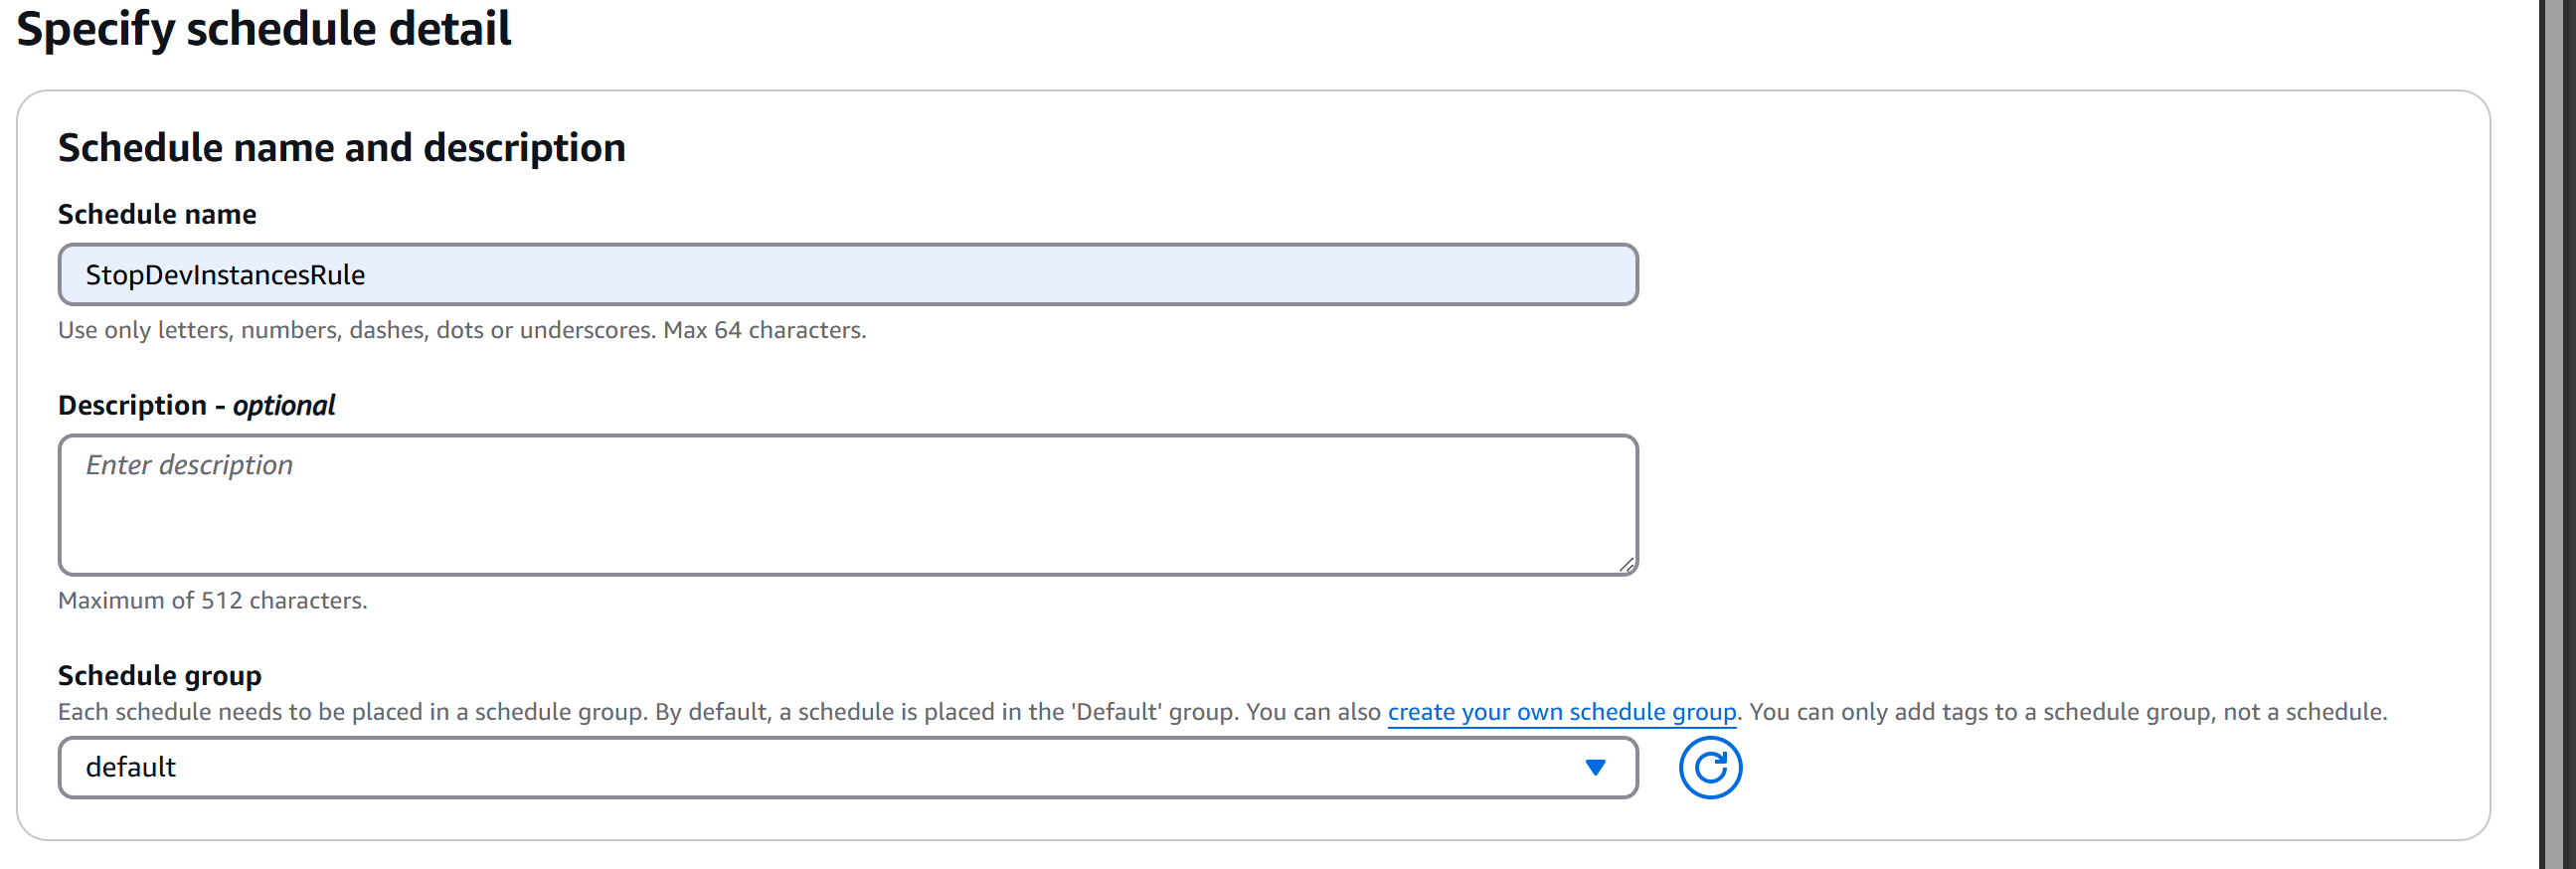 Specify schedule detail
Schedule name and description
Schedule name
StopDevInstancesRule
Use only letters, numbers, dashes, dots or underscores. Max 64 characters.
Description - optional
Enter description
Maximum of 512 characters.
Schedule group
Each schedule needs to be placed in a schedule group. By default, a schedule is placed in the 'Default' group. You can also create your own schedule group. You can only add tags to a schedule group, not a schedule.
default